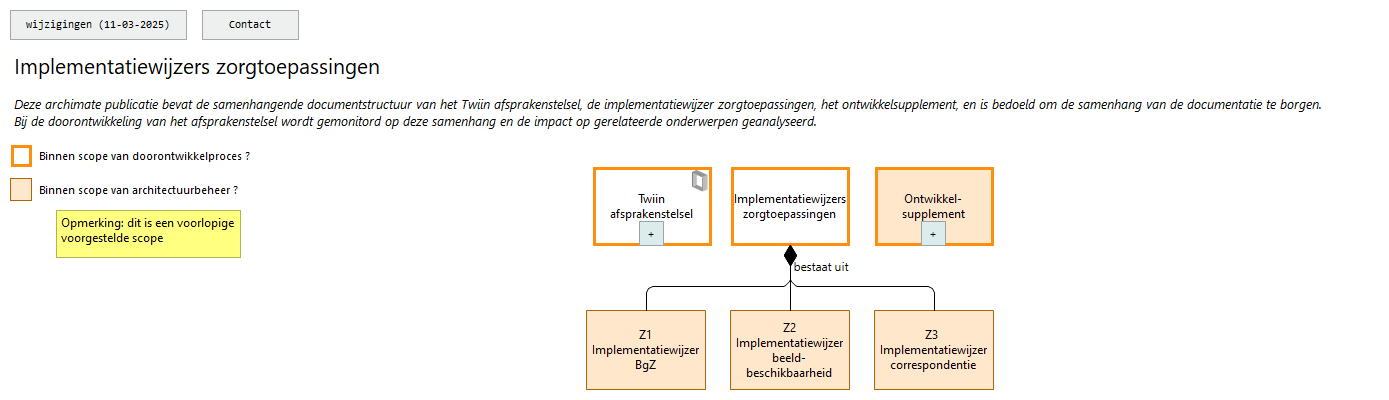 wijzigingen (11-03-2025)
Contact
Implementatiewijzers zorgtoepassingen
Deze archimate publicatie bevat de samenhangende documentstructuur van het Twiin afsprakenstelsel, de implementatiewijzer zorgtoepassingen, het ontwikkelsupplement, en is bedoeld om de samenhang van de documentatie te borgen.
Bij de doorontwikkeling van het afsprakenstelsel wordt gemonitord op deze samenhang en de impact op gerelateerde onderwerpen geanalyseerd.
Binnen scope van doorontwikkelproces ?
Binnen scope van architectuurbeheer ?
Opmerking: dit is een voorlopige
voorgestelde scope
Twiin
afsprakenstelsel
+
Implementatiewijzers
zorgtoepassingen
Ontwikkel-
supplement
+
bestaat uit
Z1
Implementatiewijzer
BgZ
Z2
Implementatiewijzer
beeld-
beschikbaarheid
Z3
Implementatiewijzer
correspondentie